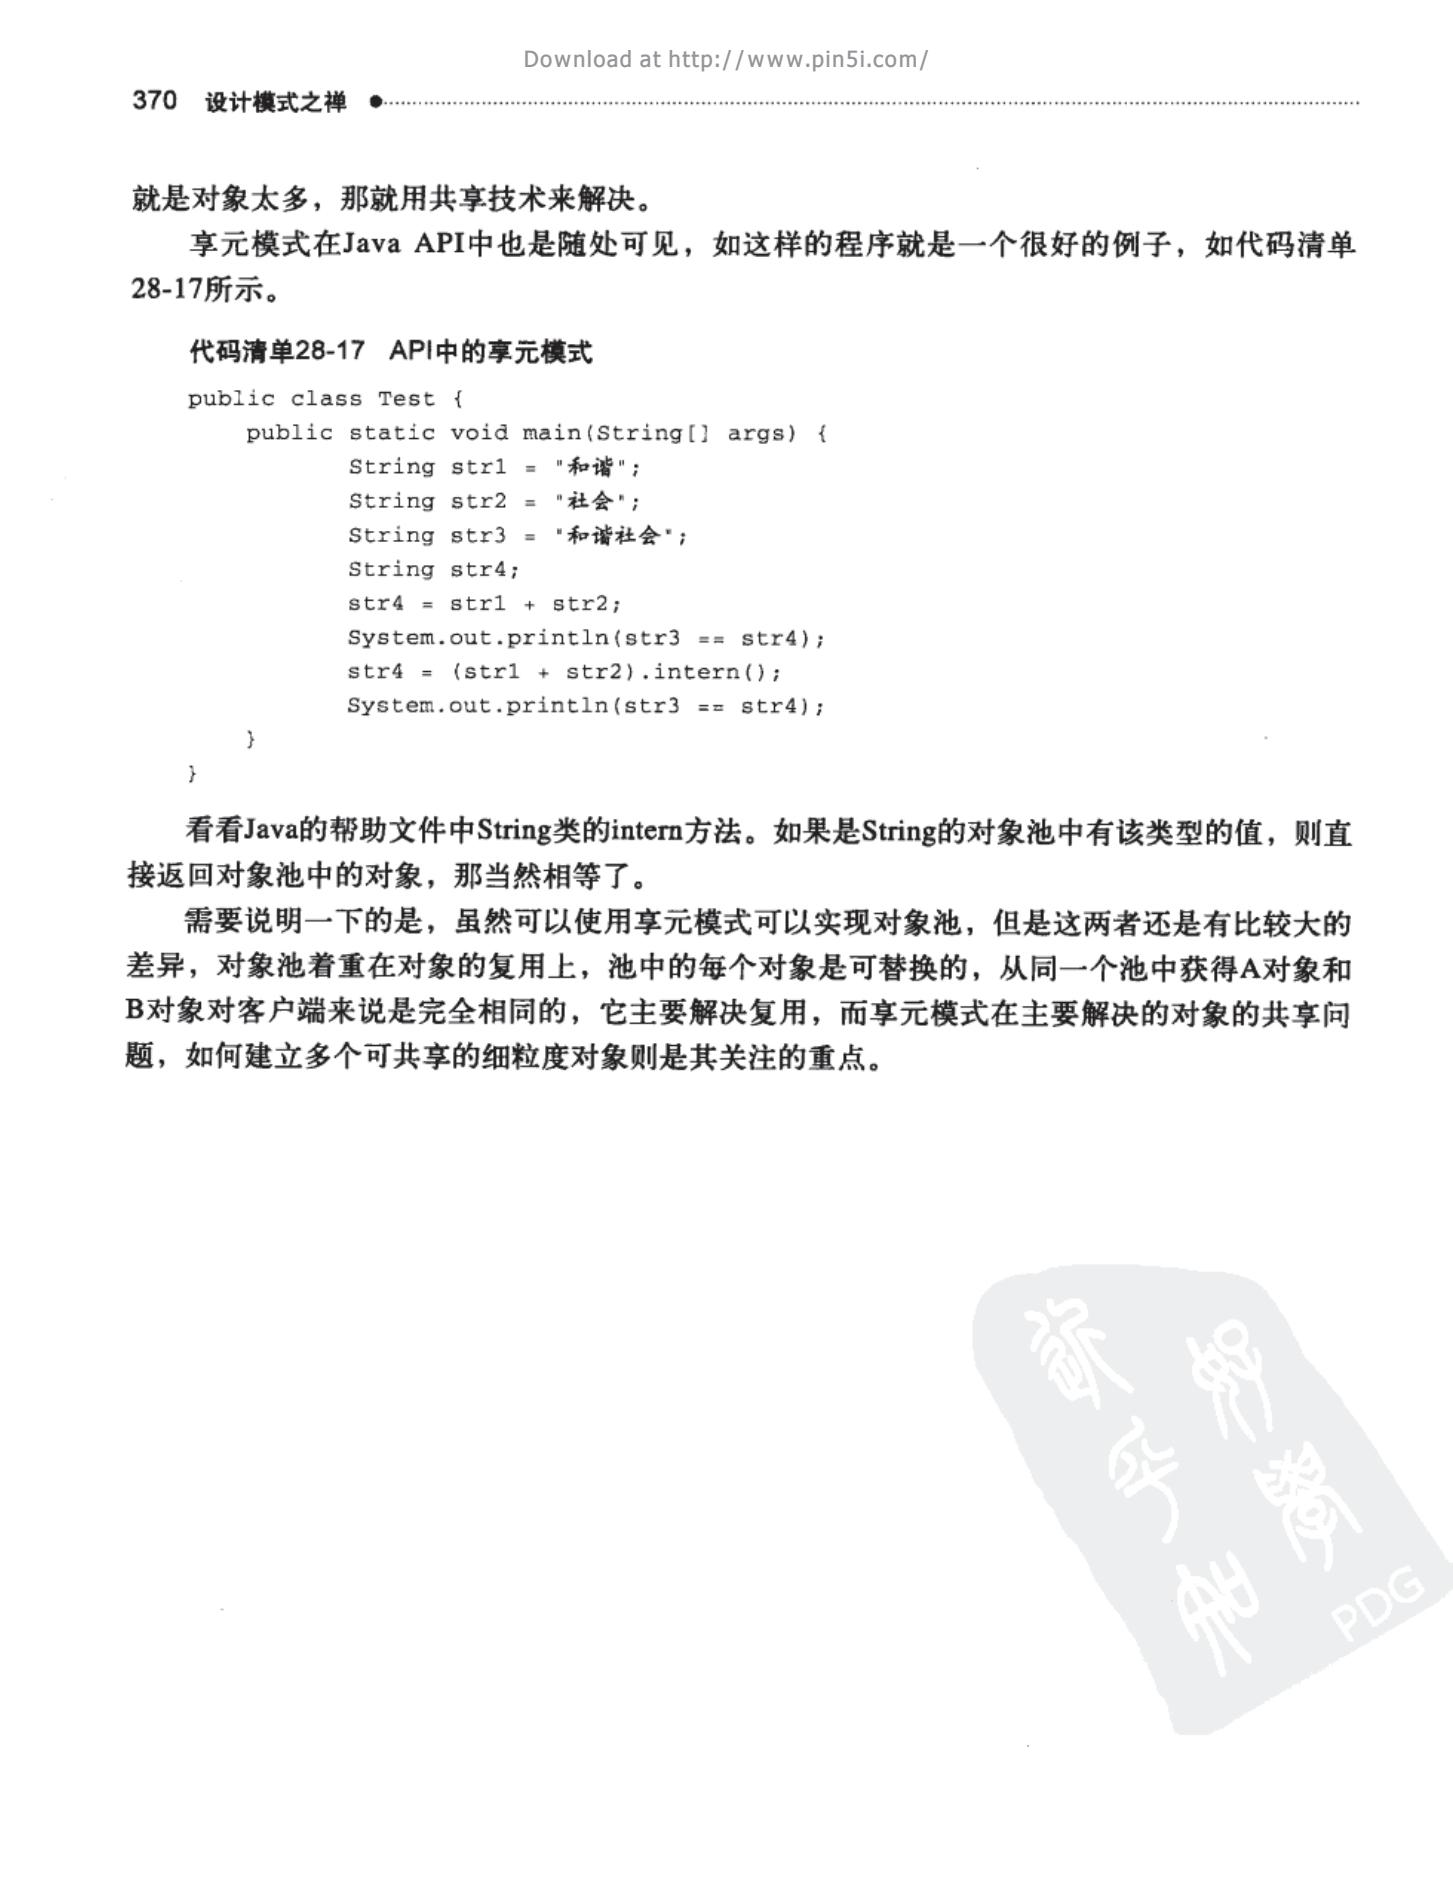 Download at http://www.pin5i.com/
370 设计模式之禅
就是对象太多，那就用共享技术来解决。
享元模式在Java API中也是随处可见，如这样的程序就是一个很好的例子，如代码清单
28-17所示。
代码清单28-17 API中的享元模式
public class Test {
    public static void main(String[] args) {
           String str1 = "和谐";
           String str2 = "社会";
           String str3 = "和谐社会";
           String str4;
           str4 = str1 + str2;
           System.out.println(str3 == str4);
           str4 = (str1 + str2).intern();
           System.out.println(str3 == str4);
    }
}
看看Java的帮助文件中String类的intern方法。如果是String的对象池中有该类型的值，则直
接返回对象池中的对象，那当然相等了。
需要说明一下的是，虽然可以使用享元模式可以实现对象池，但是这两者还是有比较大的
差异，对象池着重在对象的复用上，池中的每个对象是可替换的，从同一个池中获得A对象和
B对象对客户端来说是完全相同的，它主要解决复用，而享元模式在主要解决的对象的共享问
题，如何建立多个可共享的细粒度对象则是其关注的重点。
PDG